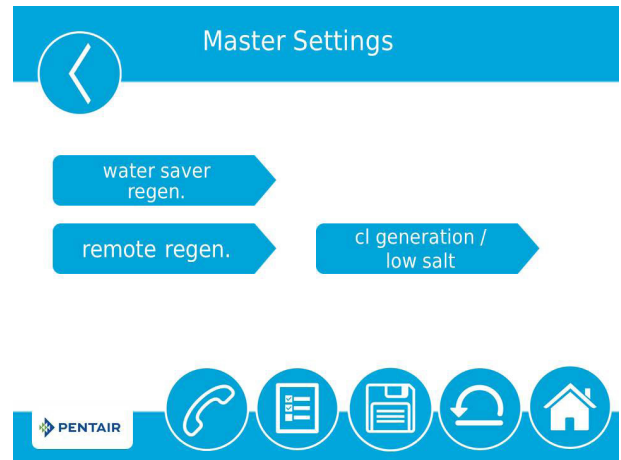 Master Settings
water saver
regen.
remote regen.
cl generation /
low salt
PENTAIR